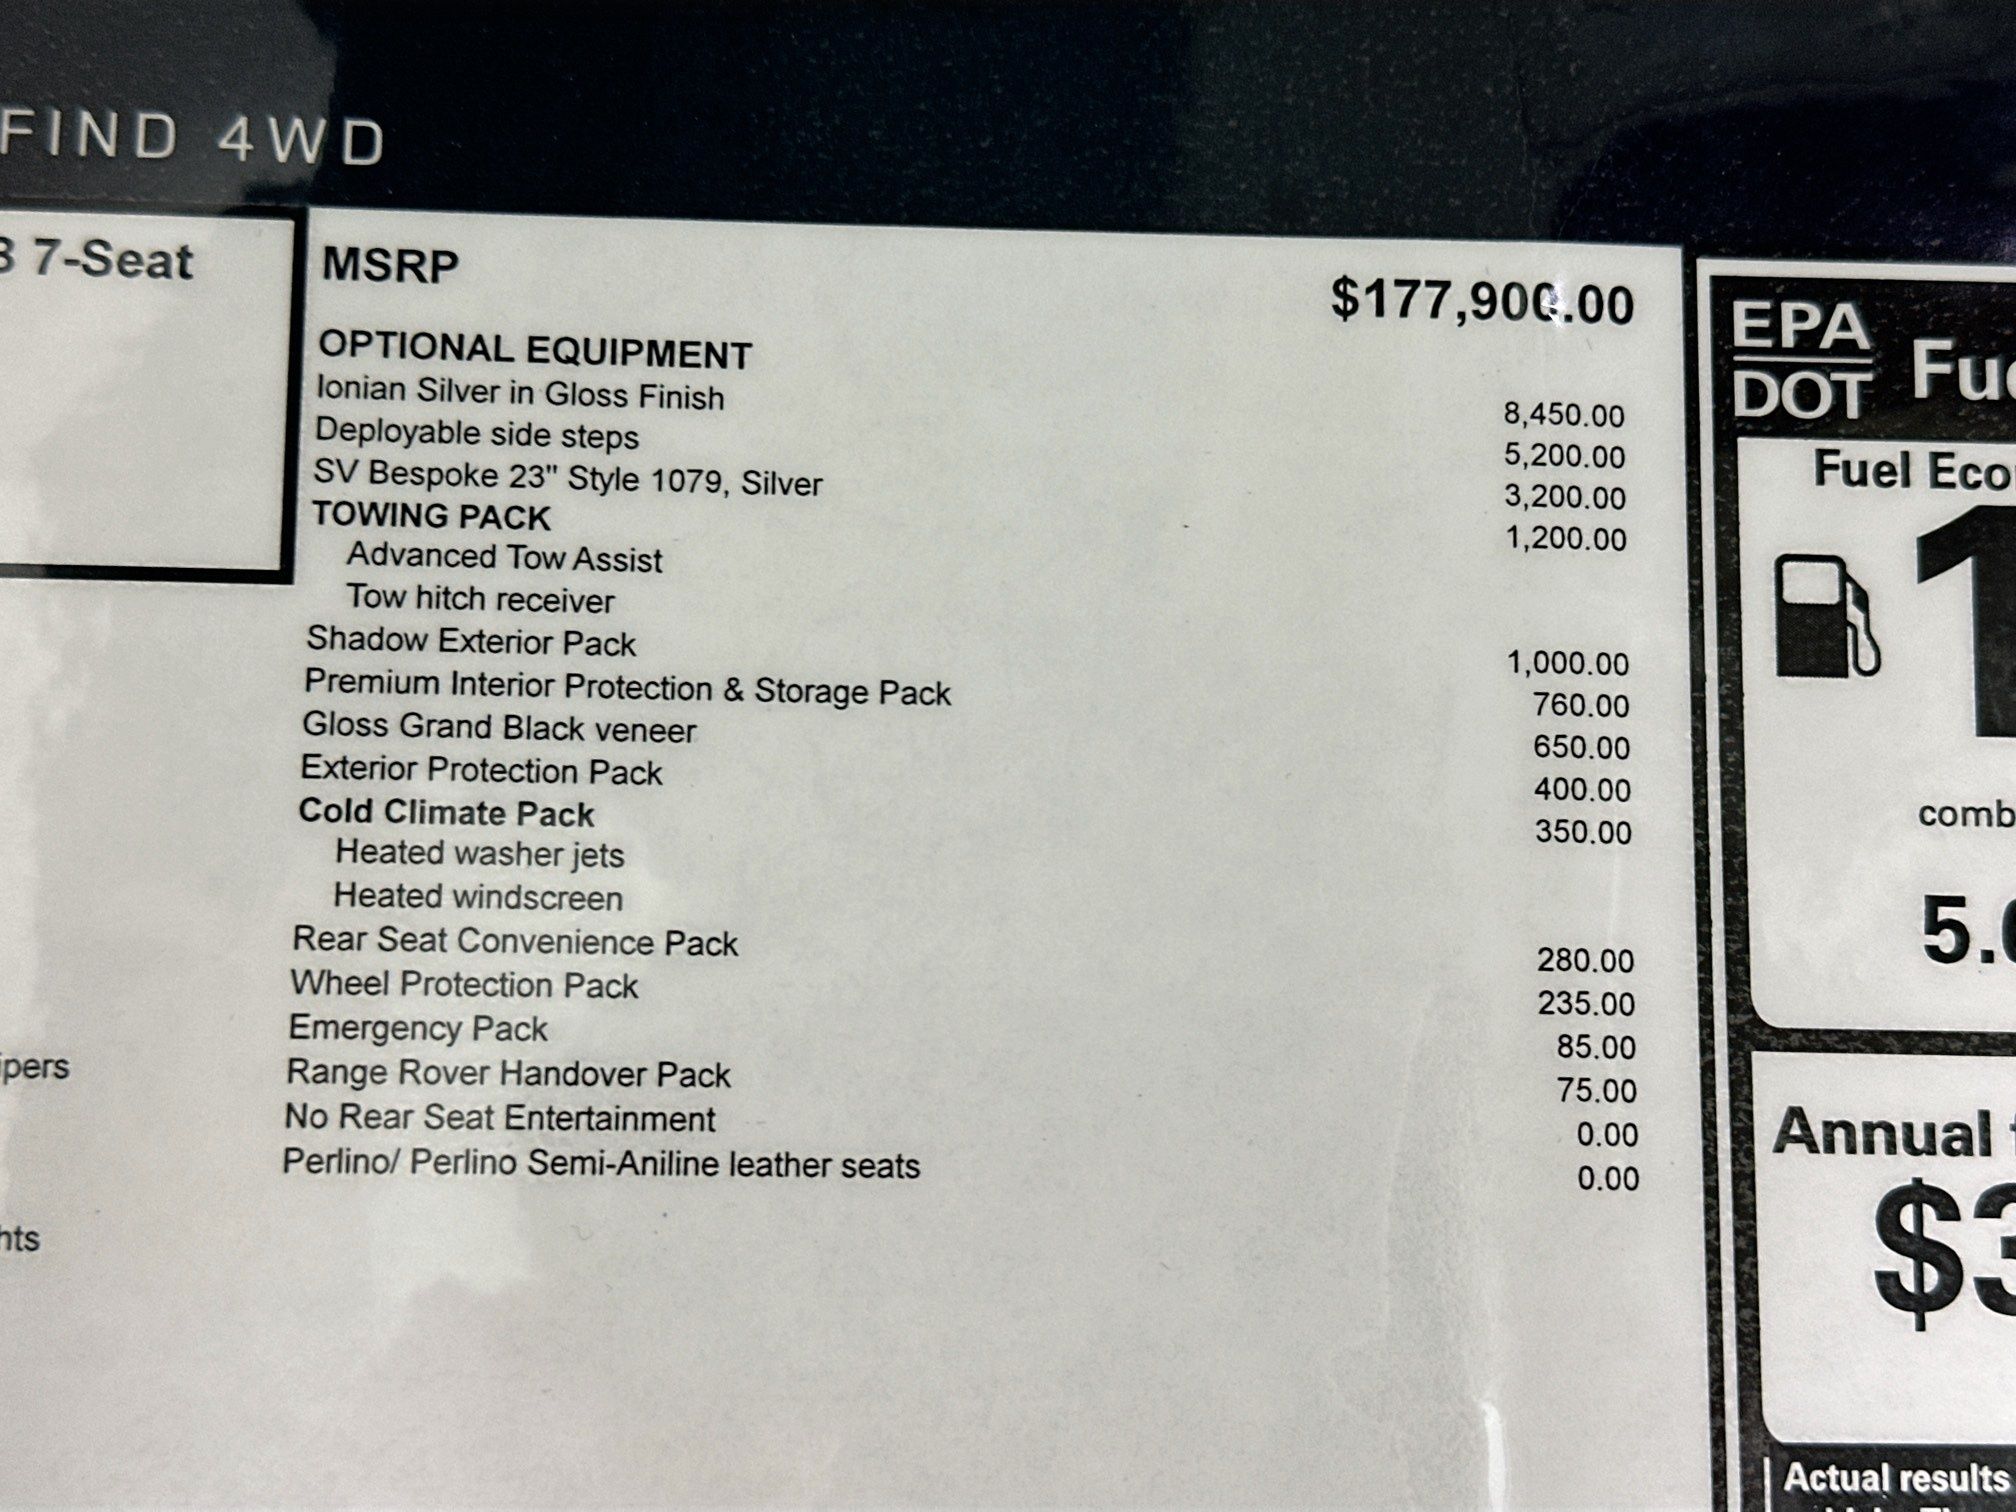 FIND 4WD
7-Seat
MSRP $177,900.00
OPTIONAL EQUIPMENT
Ionian Silver in Gloss Finish 8,450.00
Deployable side steps 5,200.00
SV Bespoke 23" Style 1079, Silver 3,200.00
TOWING PACK 1,200.00
Advanced Tow Assist
Tow hitch receiver
Shadow Exterior Pack 1,000.00
Premium Interior Protection & Storage Pack 760.00
Gloss Grand Black veneer 650.00
Exterior Protection Pack 400.00
Cold Climate Pack 350.00
Heated washer jets
Heated windscreen
Rear Seat Convenience Pack 280.00
Wheel Protection Pack 235.00
Emergency Pack 85.00
Range Rover Handover Pack 75.00
No Rear Seat Entertainment 0.00
Perlino/ Perlino Semi-Aniline leather seats 0.00
ipers
hts
EPA
DOT
Fue
Fuel Eco
1
comb
5.
Annual
$3
Actual results